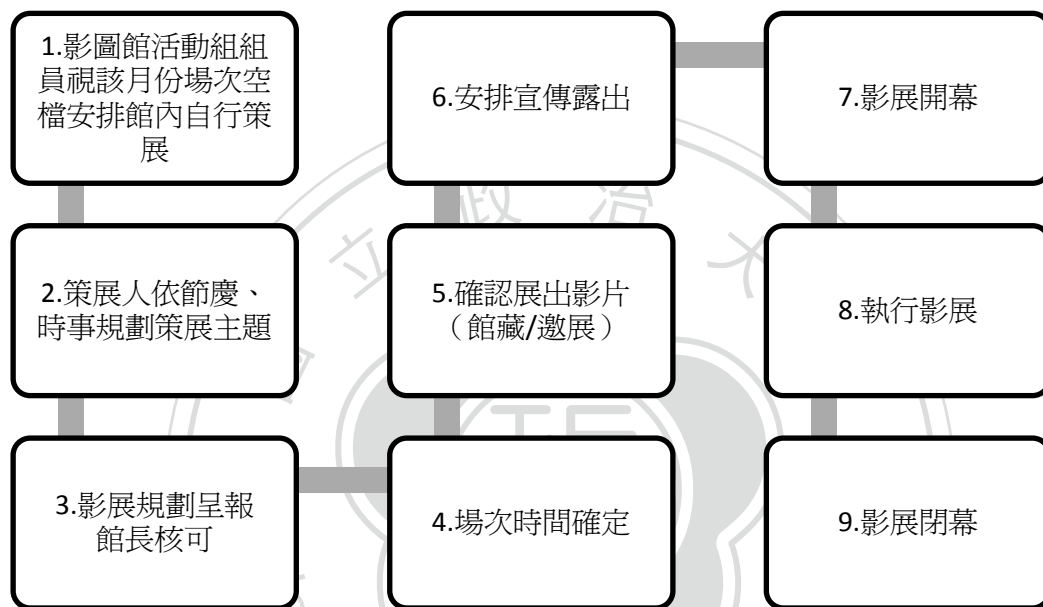 1.影圖館活動組組
員視該月份場次空
檔安排館內自行策
展
2.策展人依節慶、
時事規劃策展主題
3.影展規劃呈報
館長核可
4.場次時間確定
5.確認展出影片
（館藏/邀展）
6.安排宣傳露出
7.影展開幕
8.執行影展
9.影展閉幕
立政治大